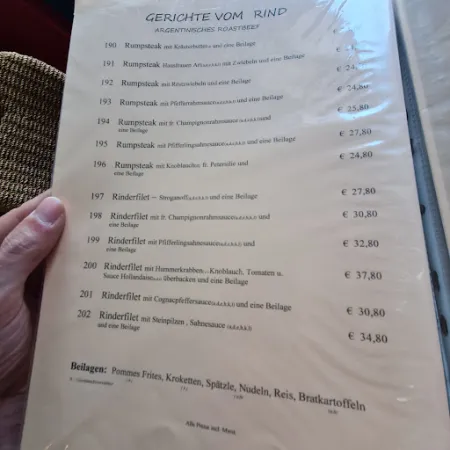 GERICHTE VOM RIND
ARGENTINISCHES ROASTBEEF
190 Rumpsteak mit und eine Beilage
191 Rumpsteak Hausfrauen Art mit Zwiebeln und eine Beilage
€ 24,
192 Rumpsteak mit Röstzwiebeln und eine Beilage
€ 24,80
193 Rumpsteak mit Pfefferrahmsauce und eine Beilage
€ 25,80
194 Rumpsteak mit fr. Champignonrahmsauce und
eine Beilage
€ 27,80
195 Rumpsteak mit Pfifferlingsahnesauce und eine Beilage
€ 24,80
196 Rumpsteak mit Knoblauch, fr. Petersilie und
eine Beilage
197 Rinderfilet – Stroganoff und eine Beilage
€ 27,80
198 Rinderfilet mit fr. Champignonrahmsauce und
eine Beilage
€ 30,80
199 Rinderfilet mit Pfifferlingsahnesauce und
eine Beilage
€ 32,80
200 Rinderfilet mit Hummerkrabben, Knoblauch, Tomaten u.
Sauce Hollandaise überbacken und eine Beilage
€ 37,80
201 Rinderfilet mit Cognacpfeffersauce und eine Beilage
€ 30,80
202 Rinderfilet mit Steinpilzen , Sahnesauce
und eine Beilage
€ 34,80
Beilagen: Pommes Frites, Kroketten, Spätzle, Nudeln, Reis, Bratkartoffeln
Alle Preise incl. Mwst